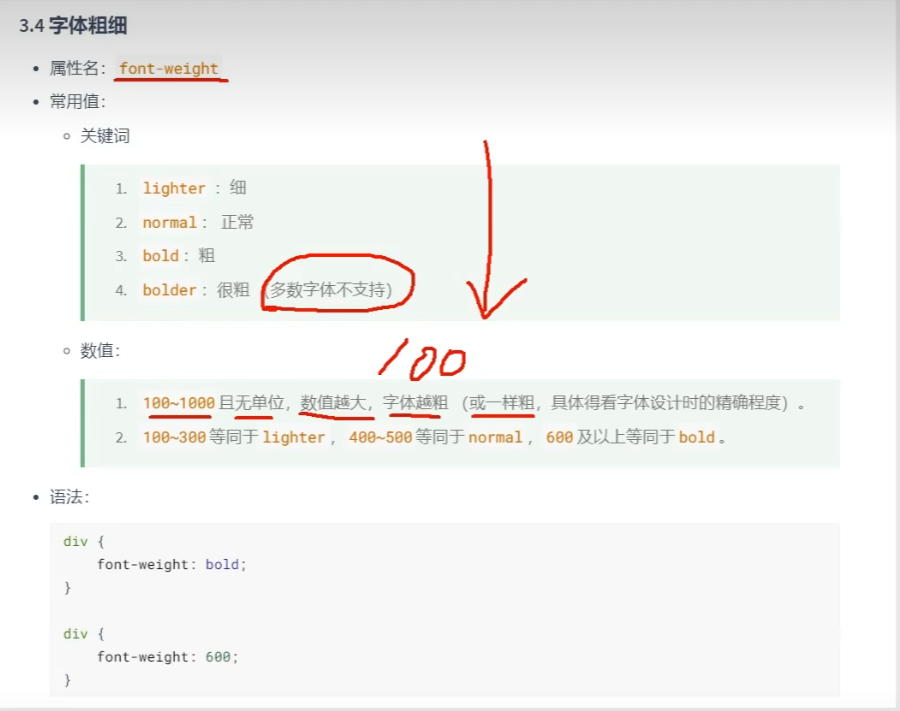 3.4 字体粗细
• 属性名： font-weight
• 常用值：
◦ 关键词
1. lighter ：细
2. normal ： 正常
3. bold ：粗
4. bolder ：很粗 （多数字体不支持）
100
◦ 数值：
1. 100~1000 且无单位，数值越大，字体越粗 （或一样粗，具体得看字体设计时的精确程度）。
2. 100~300 等同于 lighter ， 400~500 等同于 normal ， 600 及以上等同于 bold 。
• 语法：
div {
font-weight: bold;
}
div {
font-weight: 600;
}